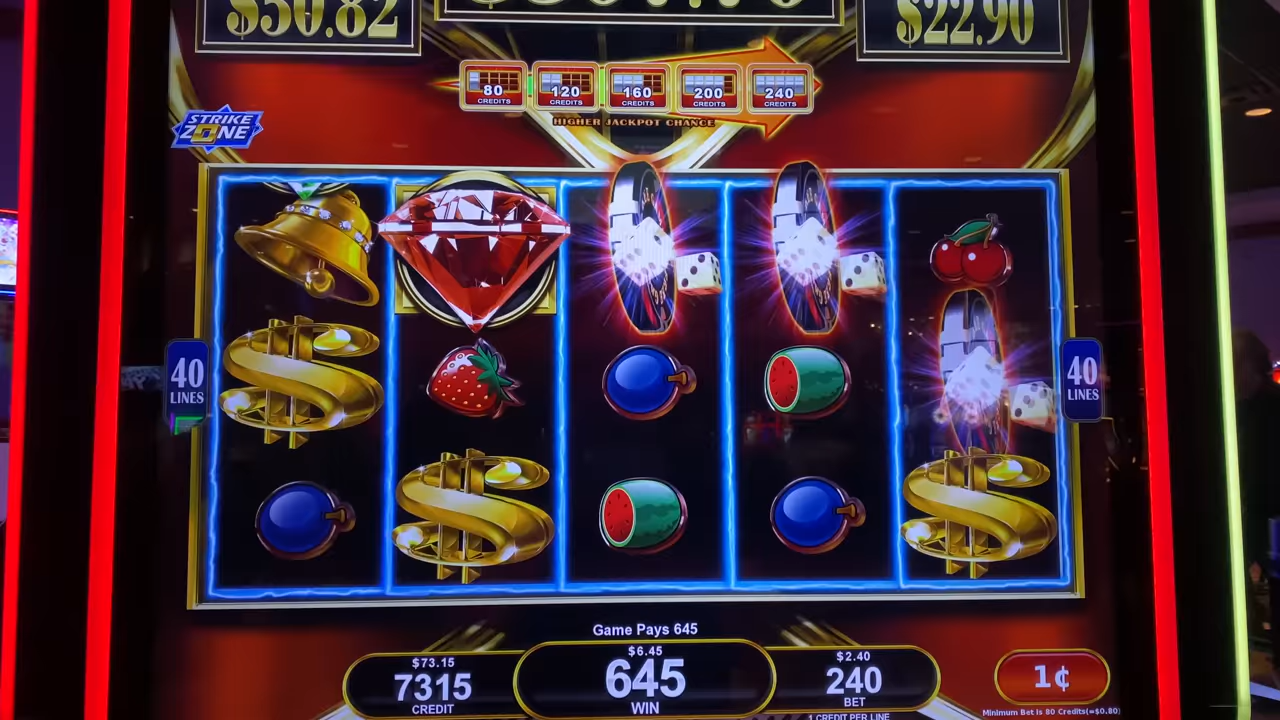 $50.82
$22.90
80
CREDITS
120
CREDITS
160
CREDITS
200
CREDITS
240
CREDITS
HIGHER JACKPOT CHANCE
STRIKE
ZONE
40
LINES
40
LINES
Game Pays 645
$73.15
7315
CREDIT
$6.45
645
WIN
$2.40
240
BET
1 CREDIT PER LINE
1¢
Minimum Bet Is 80 Credits(=$0.80)